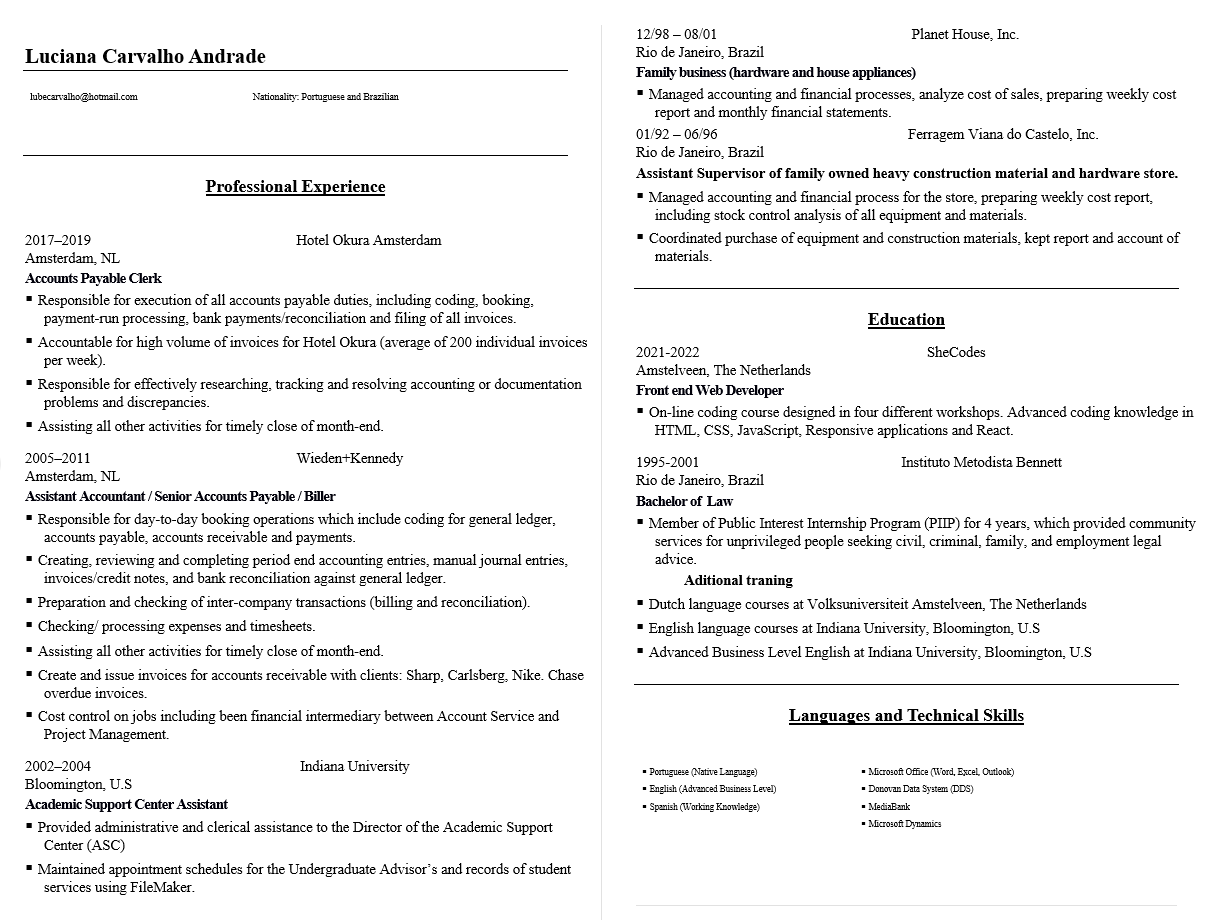 Luciana Carvalho Andrade
lubecarvalho@hotmail.com Nationality: Portuguese and Brazilian
Professional Experience
2017–2019 Hotel Okura Amsterdam
Amsterdam, NL
Accounts Payable Clerk
▪ Responsible for execution of all accounts payable duties, including coding, booking,
payment-run processing, bank payments/reconciliation and filing of all invoices.
▪ Accountable for high volume of invoices for Hotel Okura (average of 200 individual invoices
per week).
▪ Responsible for effectively researching, tracking and resolving accounting or documentation
problems and discrepancies.
▪ Assisting all other activities for timely close of month-end.
2005–2011 Wieden+Kennedy
Amsterdam, NL
Assistant Accountant / Senior Accounts Payable / Biller
▪ Responsible for day-to-day booking operations which include coding for general ledger,
accounts payable, accounts receivable and payments.
▪ Creating, reviewing and completing period end accounting entries, manual journal entries,
invoices/credit notes, and bank reconciliation against general ledger.
▪ Preparation and checking of inter-company transactions (billing and reconciliation).
▪ Checking/ processing expenses and timesheets.
▪ Assisting all other activities for timely close of month-end.
▪ Create and issue invoices for accounts receivable with clients: Sharp, Carlsberg, Nike. Chase
overdue invoices.
▪ Cost control on jobs including been financial intermediary between Account Service and
Project Management.
2002–2004 Indiana University
Bloomington, U.S
Academic Support Center Assistant
▪ Provided administrative and clerical assistance to the Director of the Academic Support
Center (ASC)
▪ Maintained appointment schedules for the Undergraduate Advisor’s and records of student
services using FileMaker.
12/98 – 08/01 Planet House, Inc.
Rio de Janeiro, Brazil
Family business (hardware and house appliances)
▪ Managed accounting and financial processes, analyze cost of sales, preparing weekly cost
report and monthly financial statements.
01/92 – 06/96 Ferragem Viana do Castelo, Inc.
Rio de Janeiro, Brazil
Assistant Supervisor of family owned heavy construction material and hardware store.
▪ Managed accounting and financial process for the store, preparing weekly cost report,
including stock control analysis of all equipment and materials.
▪ Coordinated purchase of equipment and construction materials, kept report and account of
materials.
Education
2021-2022 SheCodes
Amstelveen, The Netherlands
Front end Web Developer
▪ On-line coding course designed in four different workshops. Advanced coding knowledge in
HTML, CSS, JavaScript, Responsive applications and React.
1995-2001 Instituto Metodista Bennett
Rio de Janeiro, Brazil
Bachelor of Law
▪ Member of Public Interest Internship Program (PIIP) for 4 years, which provided community
services for unprivileged people seeking civil, criminal, family, and employment legal
advice.
Aditional traning
▪ Dutch language courses at Volksuniversiteit Amstelveen, The Netherlands
▪ English language courses at Indiana University, Bloomington, U.S
▪ Advanced Business Level English at Indiana University, Bloomington, U.S
Languages and Technical Skills
▪ Portuguese (Native Language)
▪ English (Advanced Business Level)
▪ Spanish (Working Knowledge)
▪ Microsoft Office (Word, Excel, Outlook)
▪ Donovan Data System (DDS)
▪ MediaBank
▪ Microsoft Dynamics